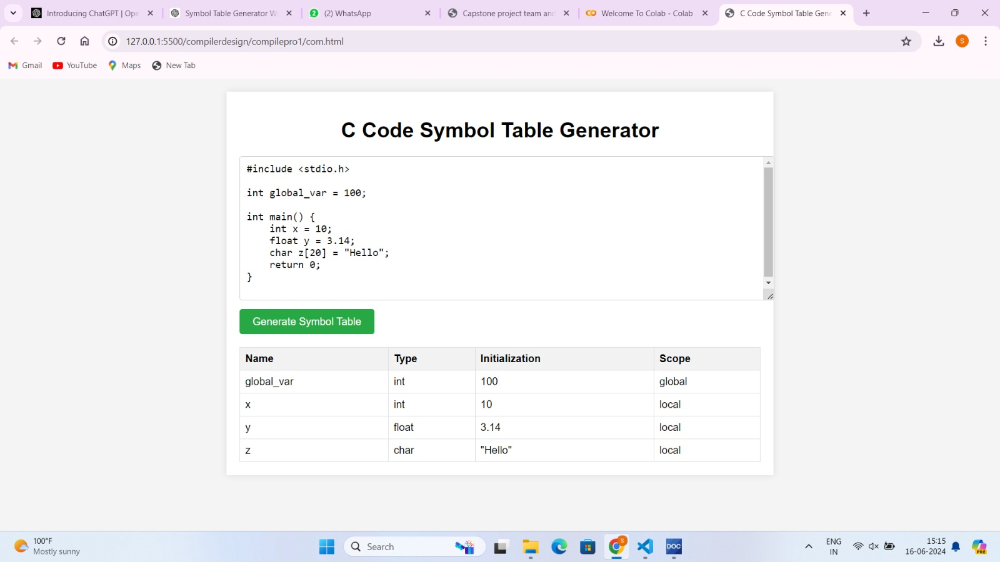 Introducing ChatGPT | Ope
Symbol Table Generator W
(2) WhatsApp
Capstone project team and
Welcome To Colab - Colab
C Code Symbol Table Gene
127.0.0.1:5500/compilerdesign/compilepro1/com.html
S
Gmail
YouTube
Maps
New Tab
C Code Symbol Table Generator
#include <stdio.h>
int global_var = 100;
int main() {
    int x = 10;
    float y = 3.14;
    char z[20] = "Hello";
    return 0;
}
Generate Symbol Table
Name Type Initialization Scope
global_var int 100 global
x int 10 local
y float 3.14 local
z char "Hello" local
100°F
Mostly sunny
Search
S
DOC
ENG
IN
15:15
16-06-2024
PRE